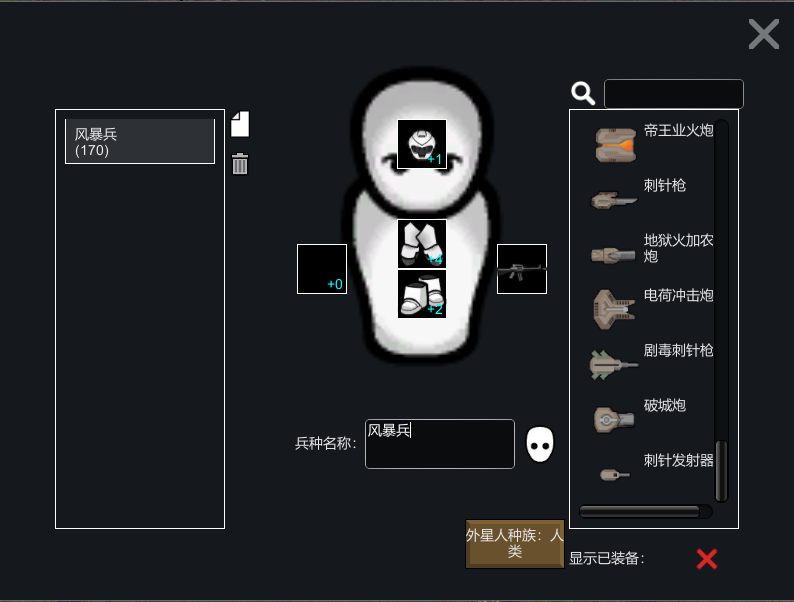 风暴兵
(170)
+1
+4
+2
+0
兵种名称:
风暴兵
外星人种族: 人
类
帝王业火炮
刺针枪
地狱火加农
炮
电荷冲击炮
剧毒刺针枪
破城炮
刺针发射器
显示已装备: